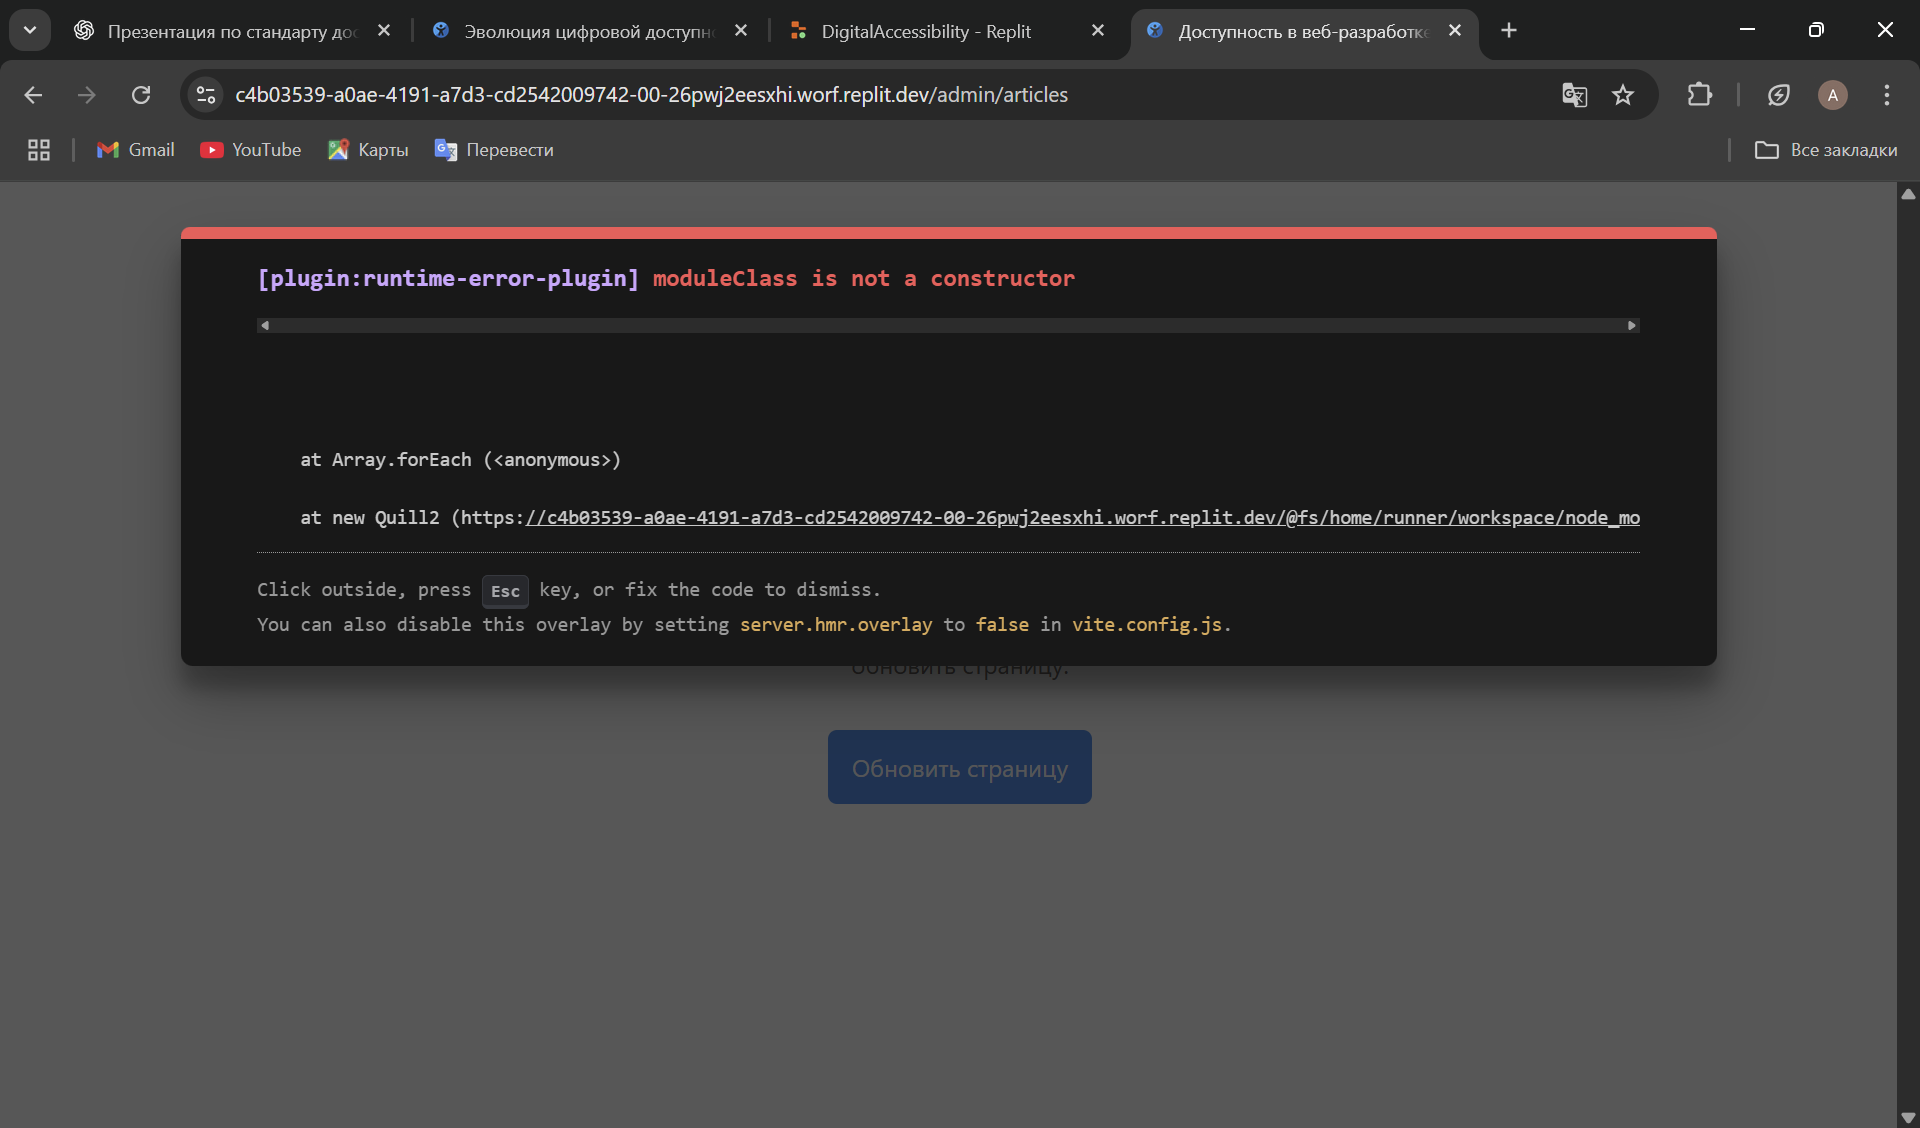 Презентация по стандарту до
Эволюция цифровой доступн
DigitalAccessibility - Replit
Доступность в веб-разработке
c4b03539-a0ae-4191-a7d3-cd2542009742-00-26pwj2eesxhi.worf.replit.dev/admin/articles
A
Gmail
YouTube
Карты
Перевести
Все закладки
[plugin:runtime-error-plugin] moduleClass is not a constructor
at Array.forEach (<anonymous>)
at new Quill2 (https://c4b03539-a0ae-4191-a7d3-cd2542009742-00-26pwj2eesxhi.worf.replit.dev/@fs/home/runner/workspace/node_mo
Click outside, press Esc key, or fix the code to dismiss.
You can also disable this overlay by setting server.hmr.overlay to false in vite.config.js.
обновить страницу.
Обновить страницу